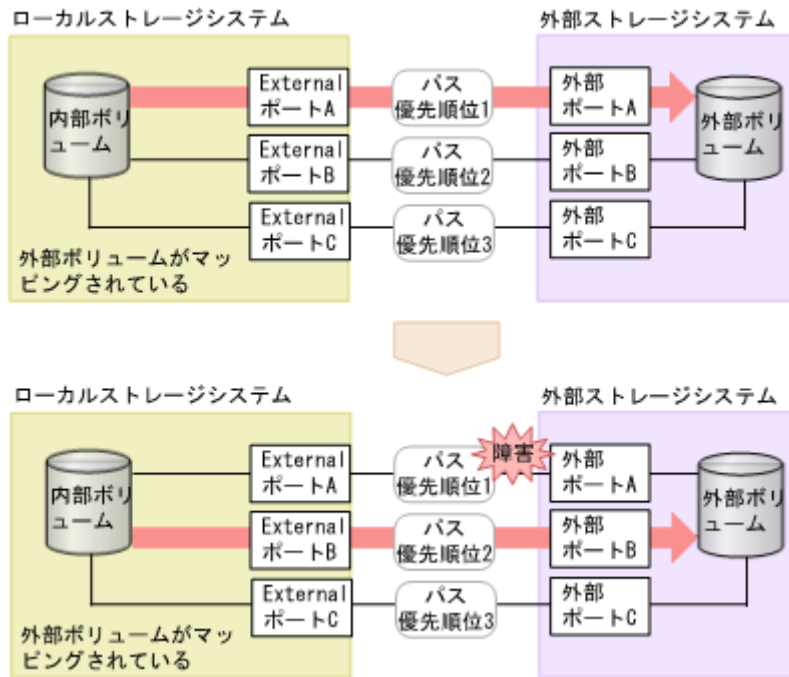 ローカルストレージシステム
外部ストレージシステム
内部ボリ
ューム
External
ポートA
パス
優先順位1
外部
ポートA
外部ボリ
ューム
External
ポートB
パス
優先順位2
外部
ポートB
External
ポートC
パス
優先順位3
外部
ポートC
外部ボリュームがマッ
ピングされている
ローカルストレージシステム
外部ストレージシステム
内部ボリ
ューム
External
ポートA
パス
優先順位1
障害
外部
ポートA
外部ボリ
ューム
External
ポートB
パス
優先順位2
外部
ポートB
External
ポートC
パス
優先順位3
外部
ポートC
外部ボリュームがマッ
ピングされている